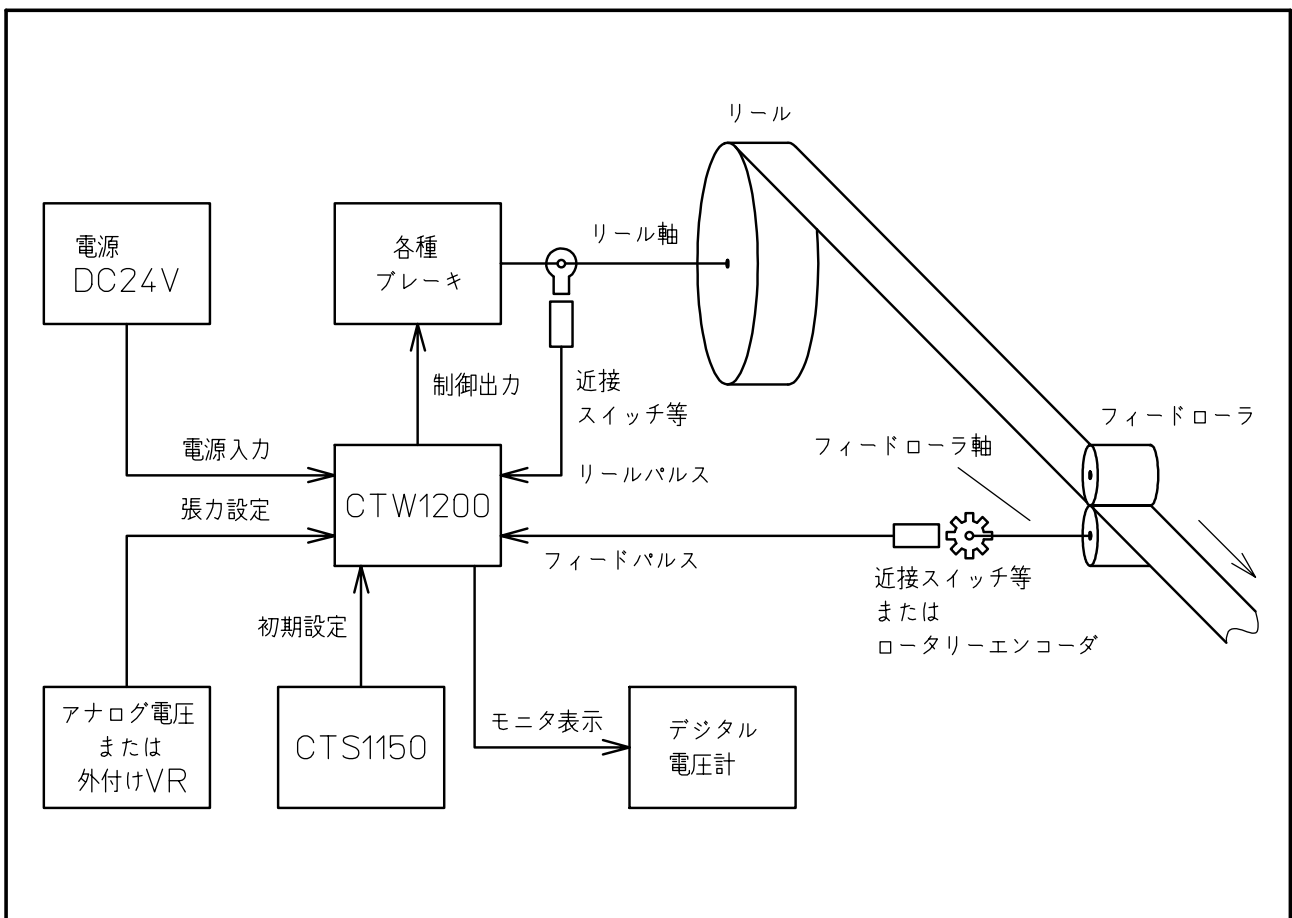 リール
電源
DC24V
各種
ブレーキ
リール軸
制御出力
近接
スイッチ等
フィードローラ
フィードローラ軸
電源入力
リールパルス
CTW1200
張力設定
フィードパルス
近接スイッチ等
または
ロータリーエンコーダ
初期設定
アナログ電圧
または
外付けVR
CTS1150
モニタ表示
デジタル
電圧計